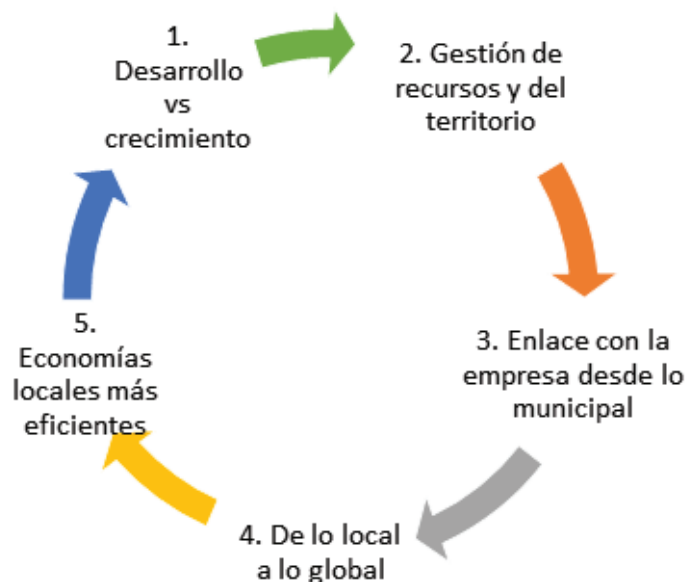 1.
Desarrollo
vs
crecimiento
2. Gestión de
recursos y del
territorio
3. Enlace con la
empresa desde lo
municipal
4. De lo local
a lo global
5.
Economías
locales más
eficientes